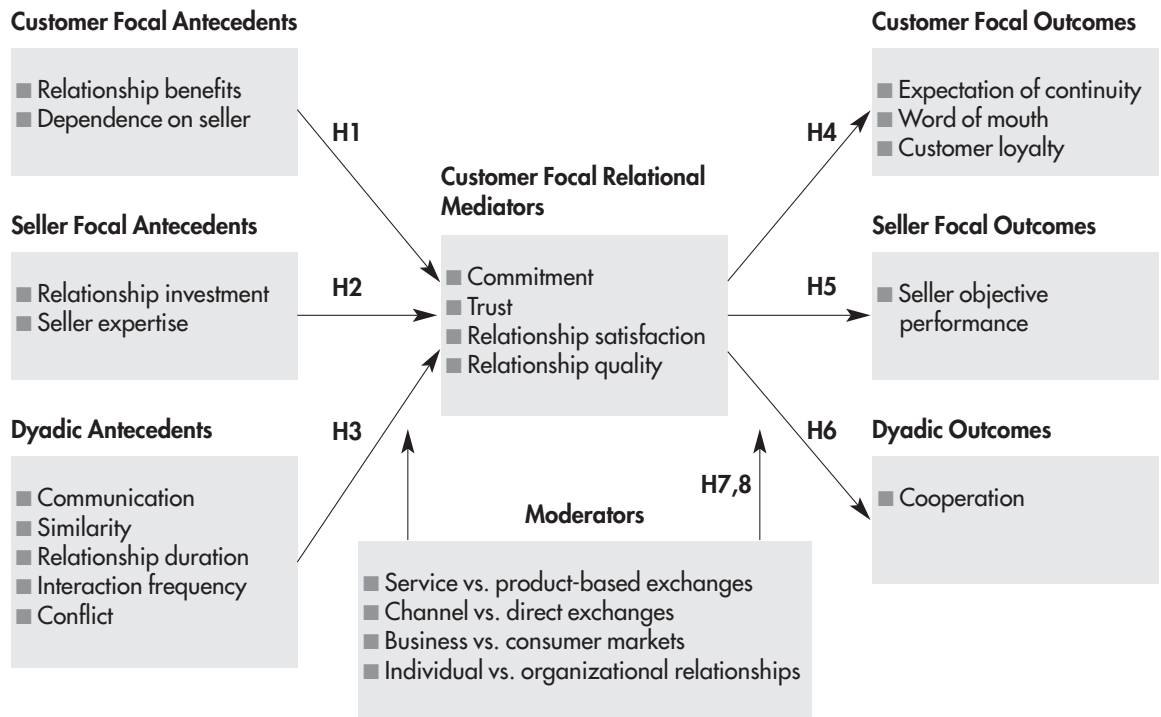 Customer Focal Antecedents
■ Relationship benefits
■ Dependence on seller
Seller Focal Antecedents
■ Relationship investment
■ Seller expertise
Dyadic Antecedents
■ Communication
■ Similarity
■ Relationship duration
■ Interaction frequency
■ Conflict
H1
H2
H3
Customer Focal Relational
Mediators
■ Commitment
■ Trust
■ Relationship satisfaction
■ Relationship quality
Moderators
■ Service vs. product-based exchanges
■ Channel vs. direct exchanges
■ Business vs. consumer markets
■ Individual vs. organizational relationships
H7,8
H4
H5
H6
Customer Focal Outcomes
■ Expectation of continuity
■ Word of mouth
■ Customer loyalty
Seller Focal Outcomes
■ Seller objective
performance
Dyadic Outcomes
■ Cooperation